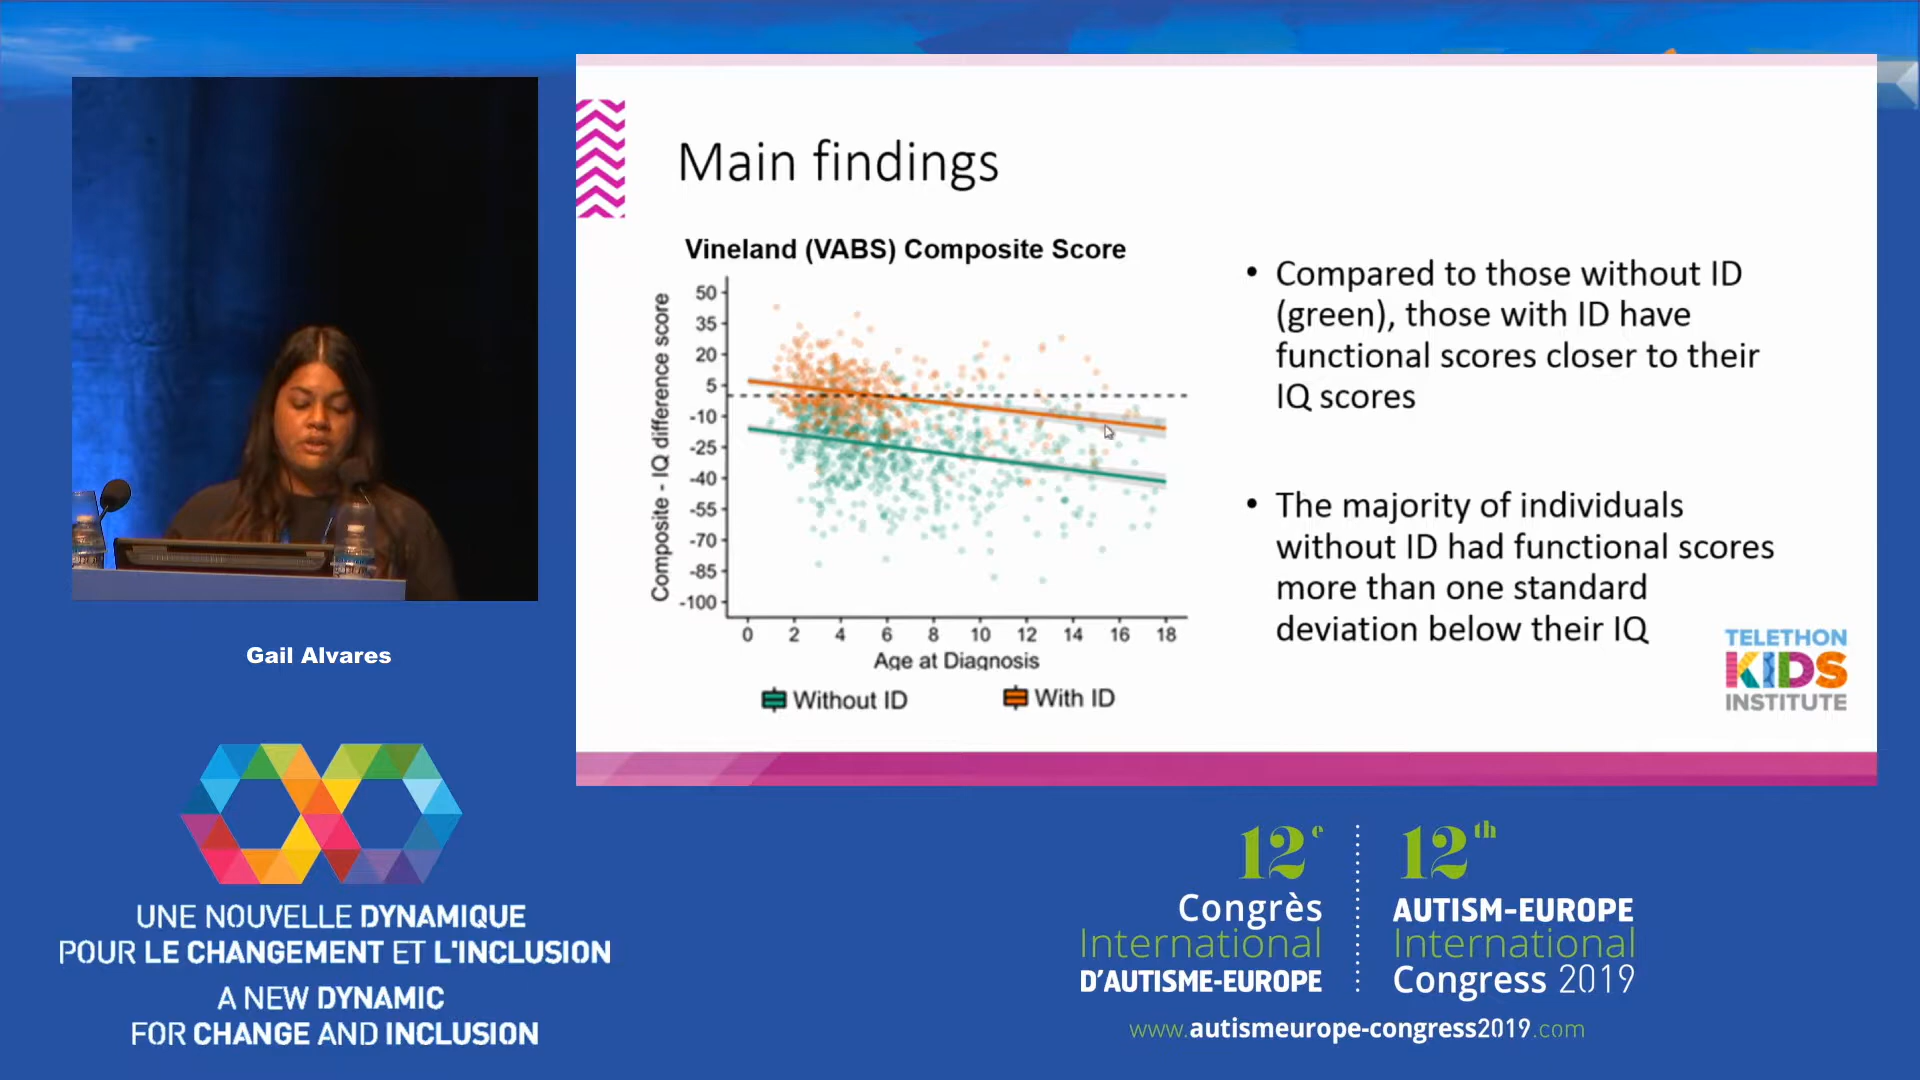 Main findings
Vineland (VABS) Composite Score
Composite - IQ difference score
50
35
20
5
-10
-25
-40
-55
-70
-85
-100
0 2 4 6 8 10 12 14 16 18
Age at Diagnosis
Without ID With ID
• Compared to those without ID
(green), those with ID have
functional scores closer to their
IQ scores
• The majority of individuals
without ID had functional scores
more than one standard
deviation below their IQ
TELETHON
KIDS
INSTITUTE
Gail Alvares
UNE NOUVELLE DYNAMIQUE
POUR LE CHANGEMENT ET L'INCLUSION
A NEW DYNAMIC
FOR CHANGE AND INCLUSION
12e
Congrès
International
D'AUTISME-EUROPE
12th
AUTISM-EUROPE
International
Congress 2019
www.autismeurope-congress2019.com